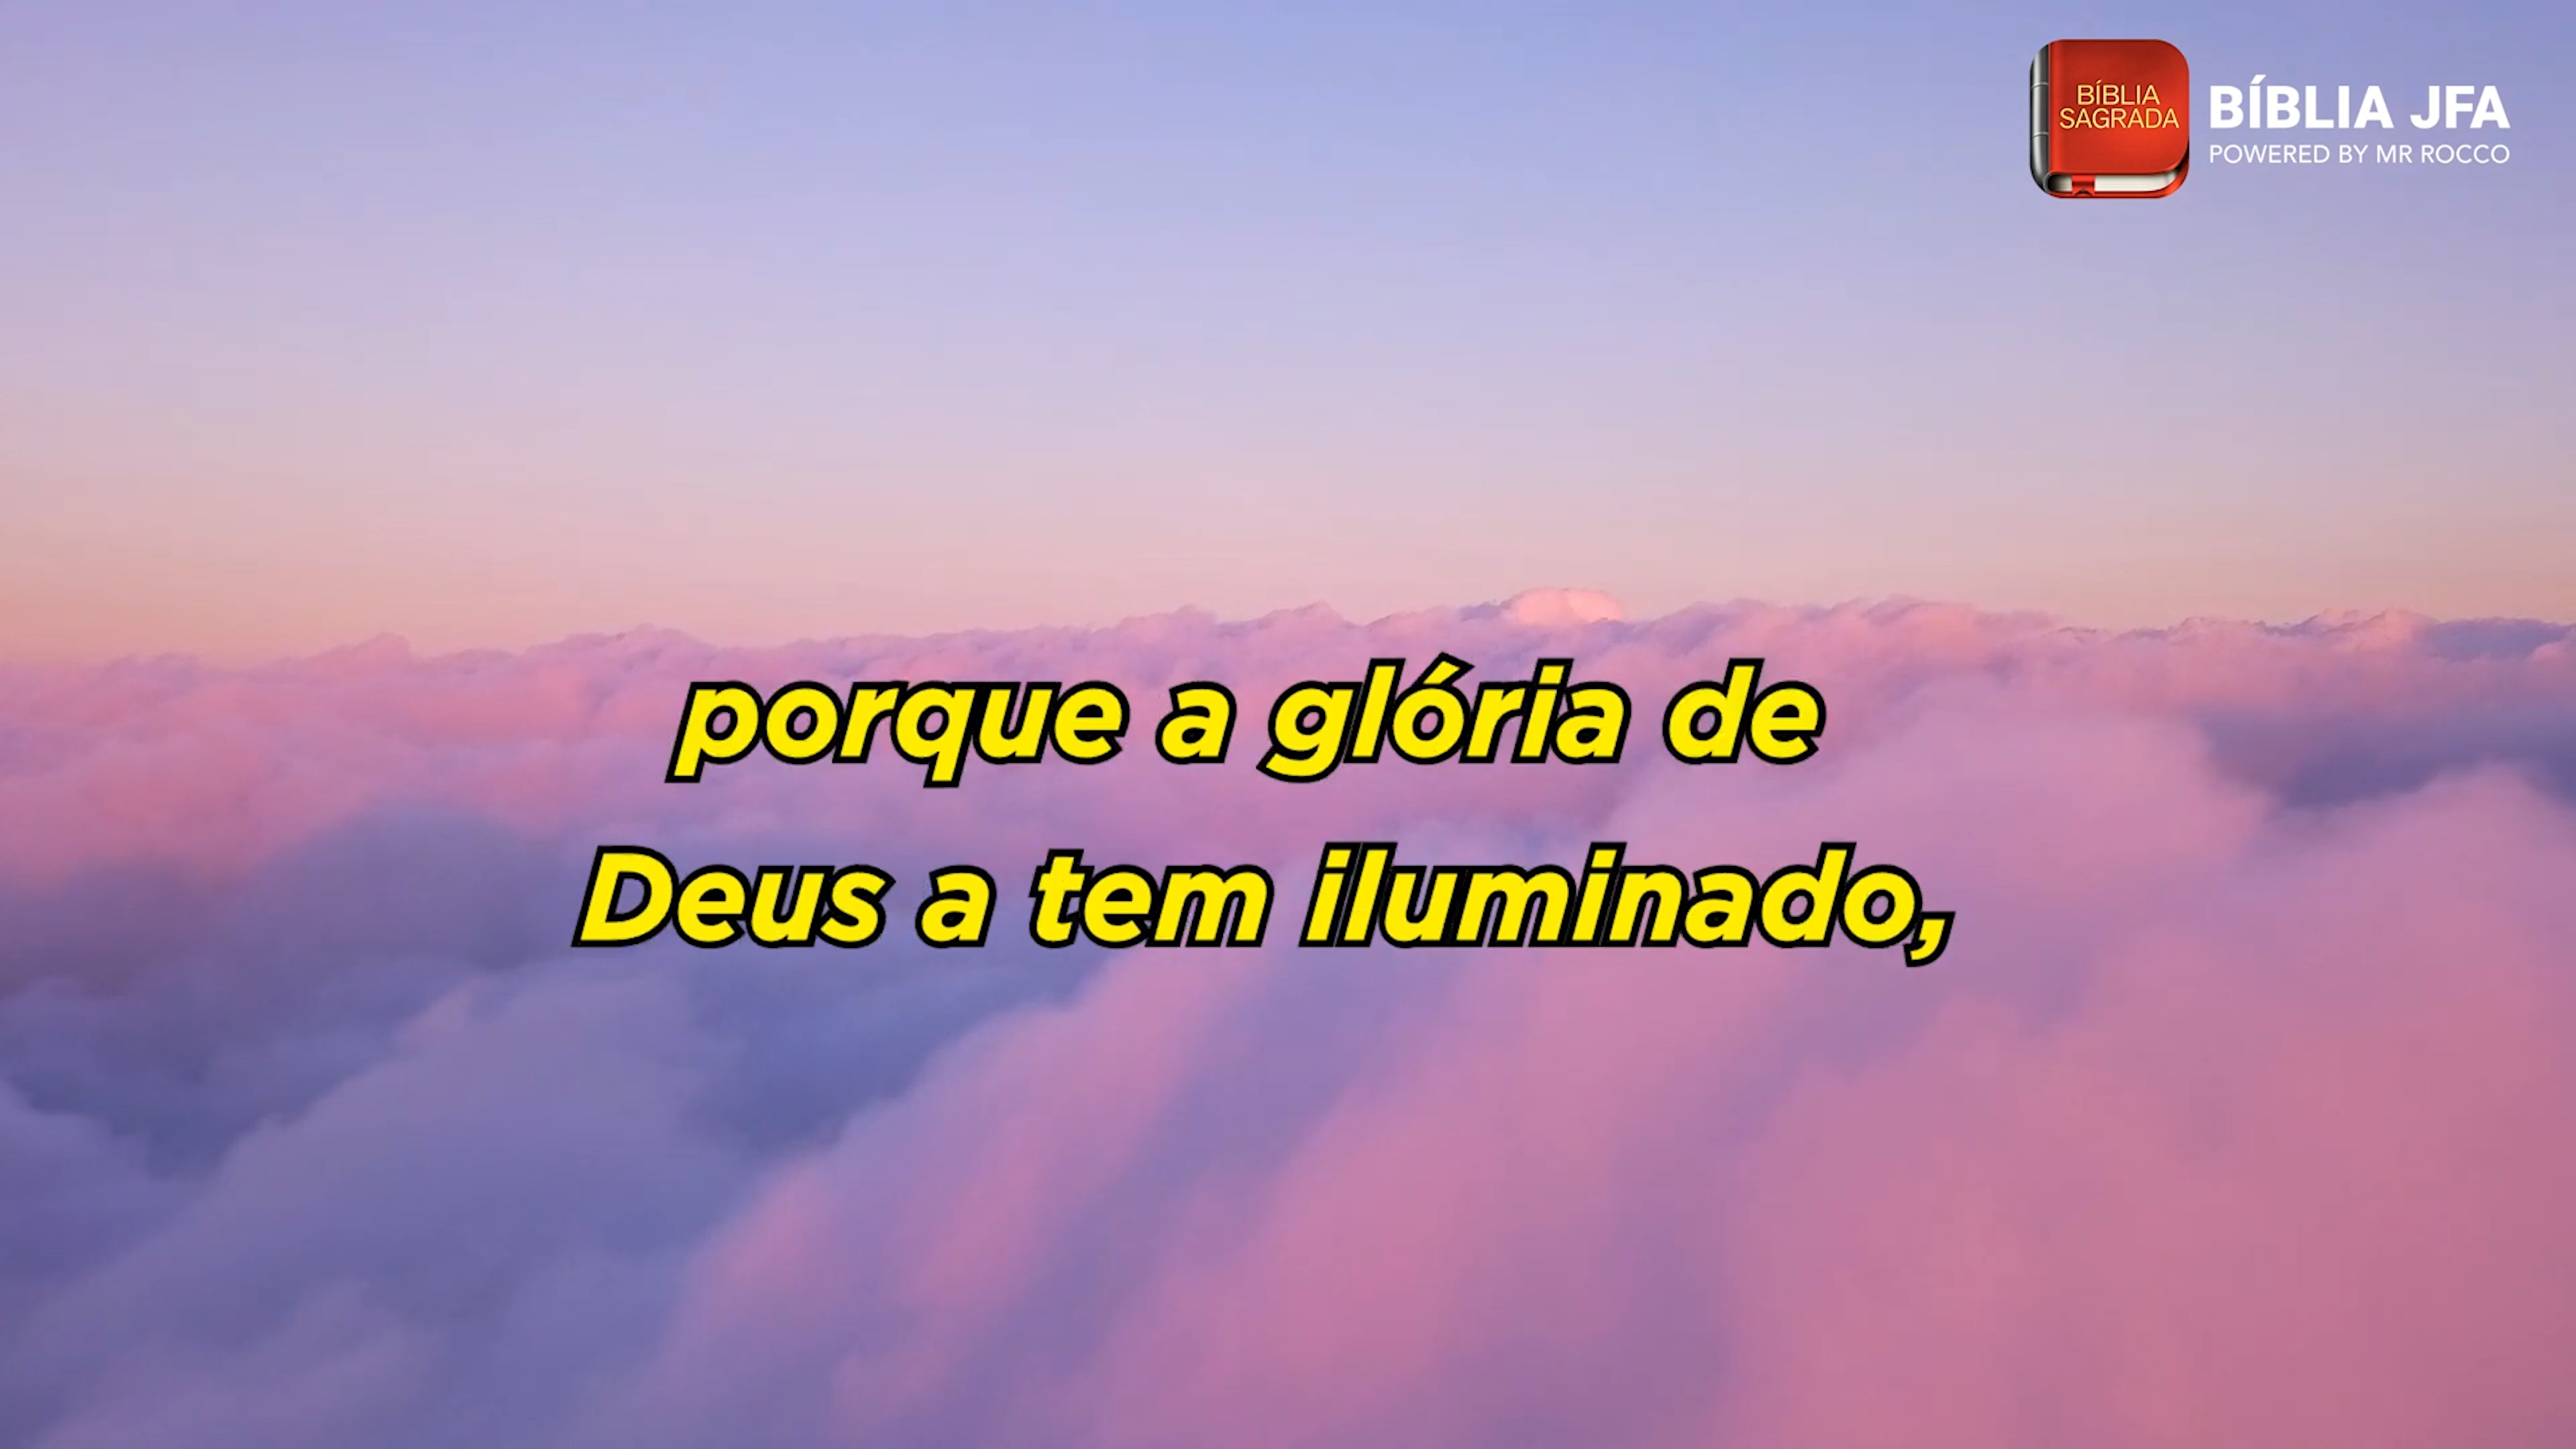 BÍBLIA
SAGRADA
BÍBLIA JFA
POWERED BY MR ROCCO
porque a glória de
Deus a tem iluminado,